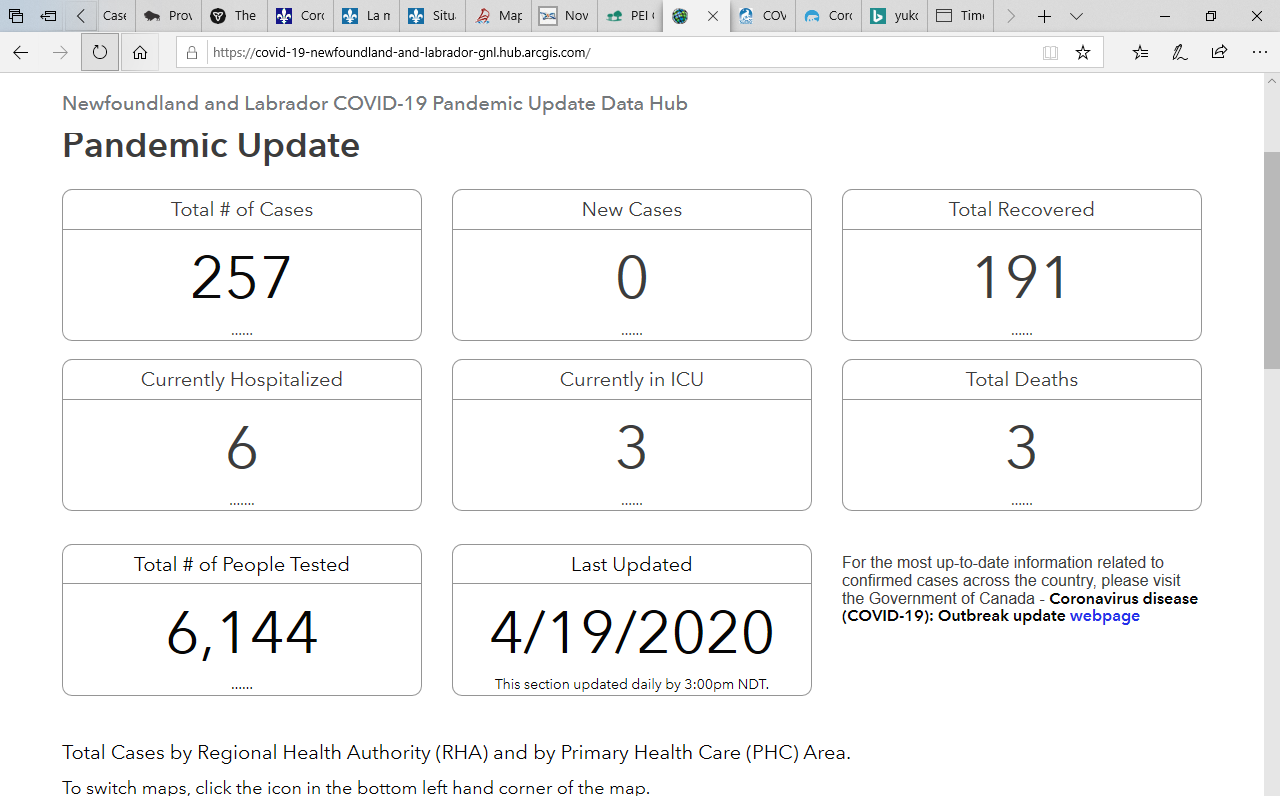 Case
Prov
The
Coro
La m
Situ
Map
Nov
PEI
COV
Coro
yuko
Time
https://covid-19-newfoundland-and-labrador-gnl.hub.arcgis.com/
Newfoundland and Labrador COVID-19 Pandemic Update Data Hub
Pandemic Update
Total # of Cases
257
......
New Cases
0
......
Total Recovered
191
......
Currently Hospitalized
6
.......
Currently in ICU
3
......
Total Deaths
3
......
Total # of People Tested
6,144
......
Last Updated
4/19/2020
This section updated daily by 3:00pm NDT.
For the most up-to-date information related to
confirmed cases across the country, please visit
the Government of Canada - Coronavirus disease
(COVID-19): Outbreak update webpage
Total Cases by Regional Health Authority (RHA) and by Primary Health Care (PHC) Area.
To switch maps, click the icon in the bottom left hand corner of the map.